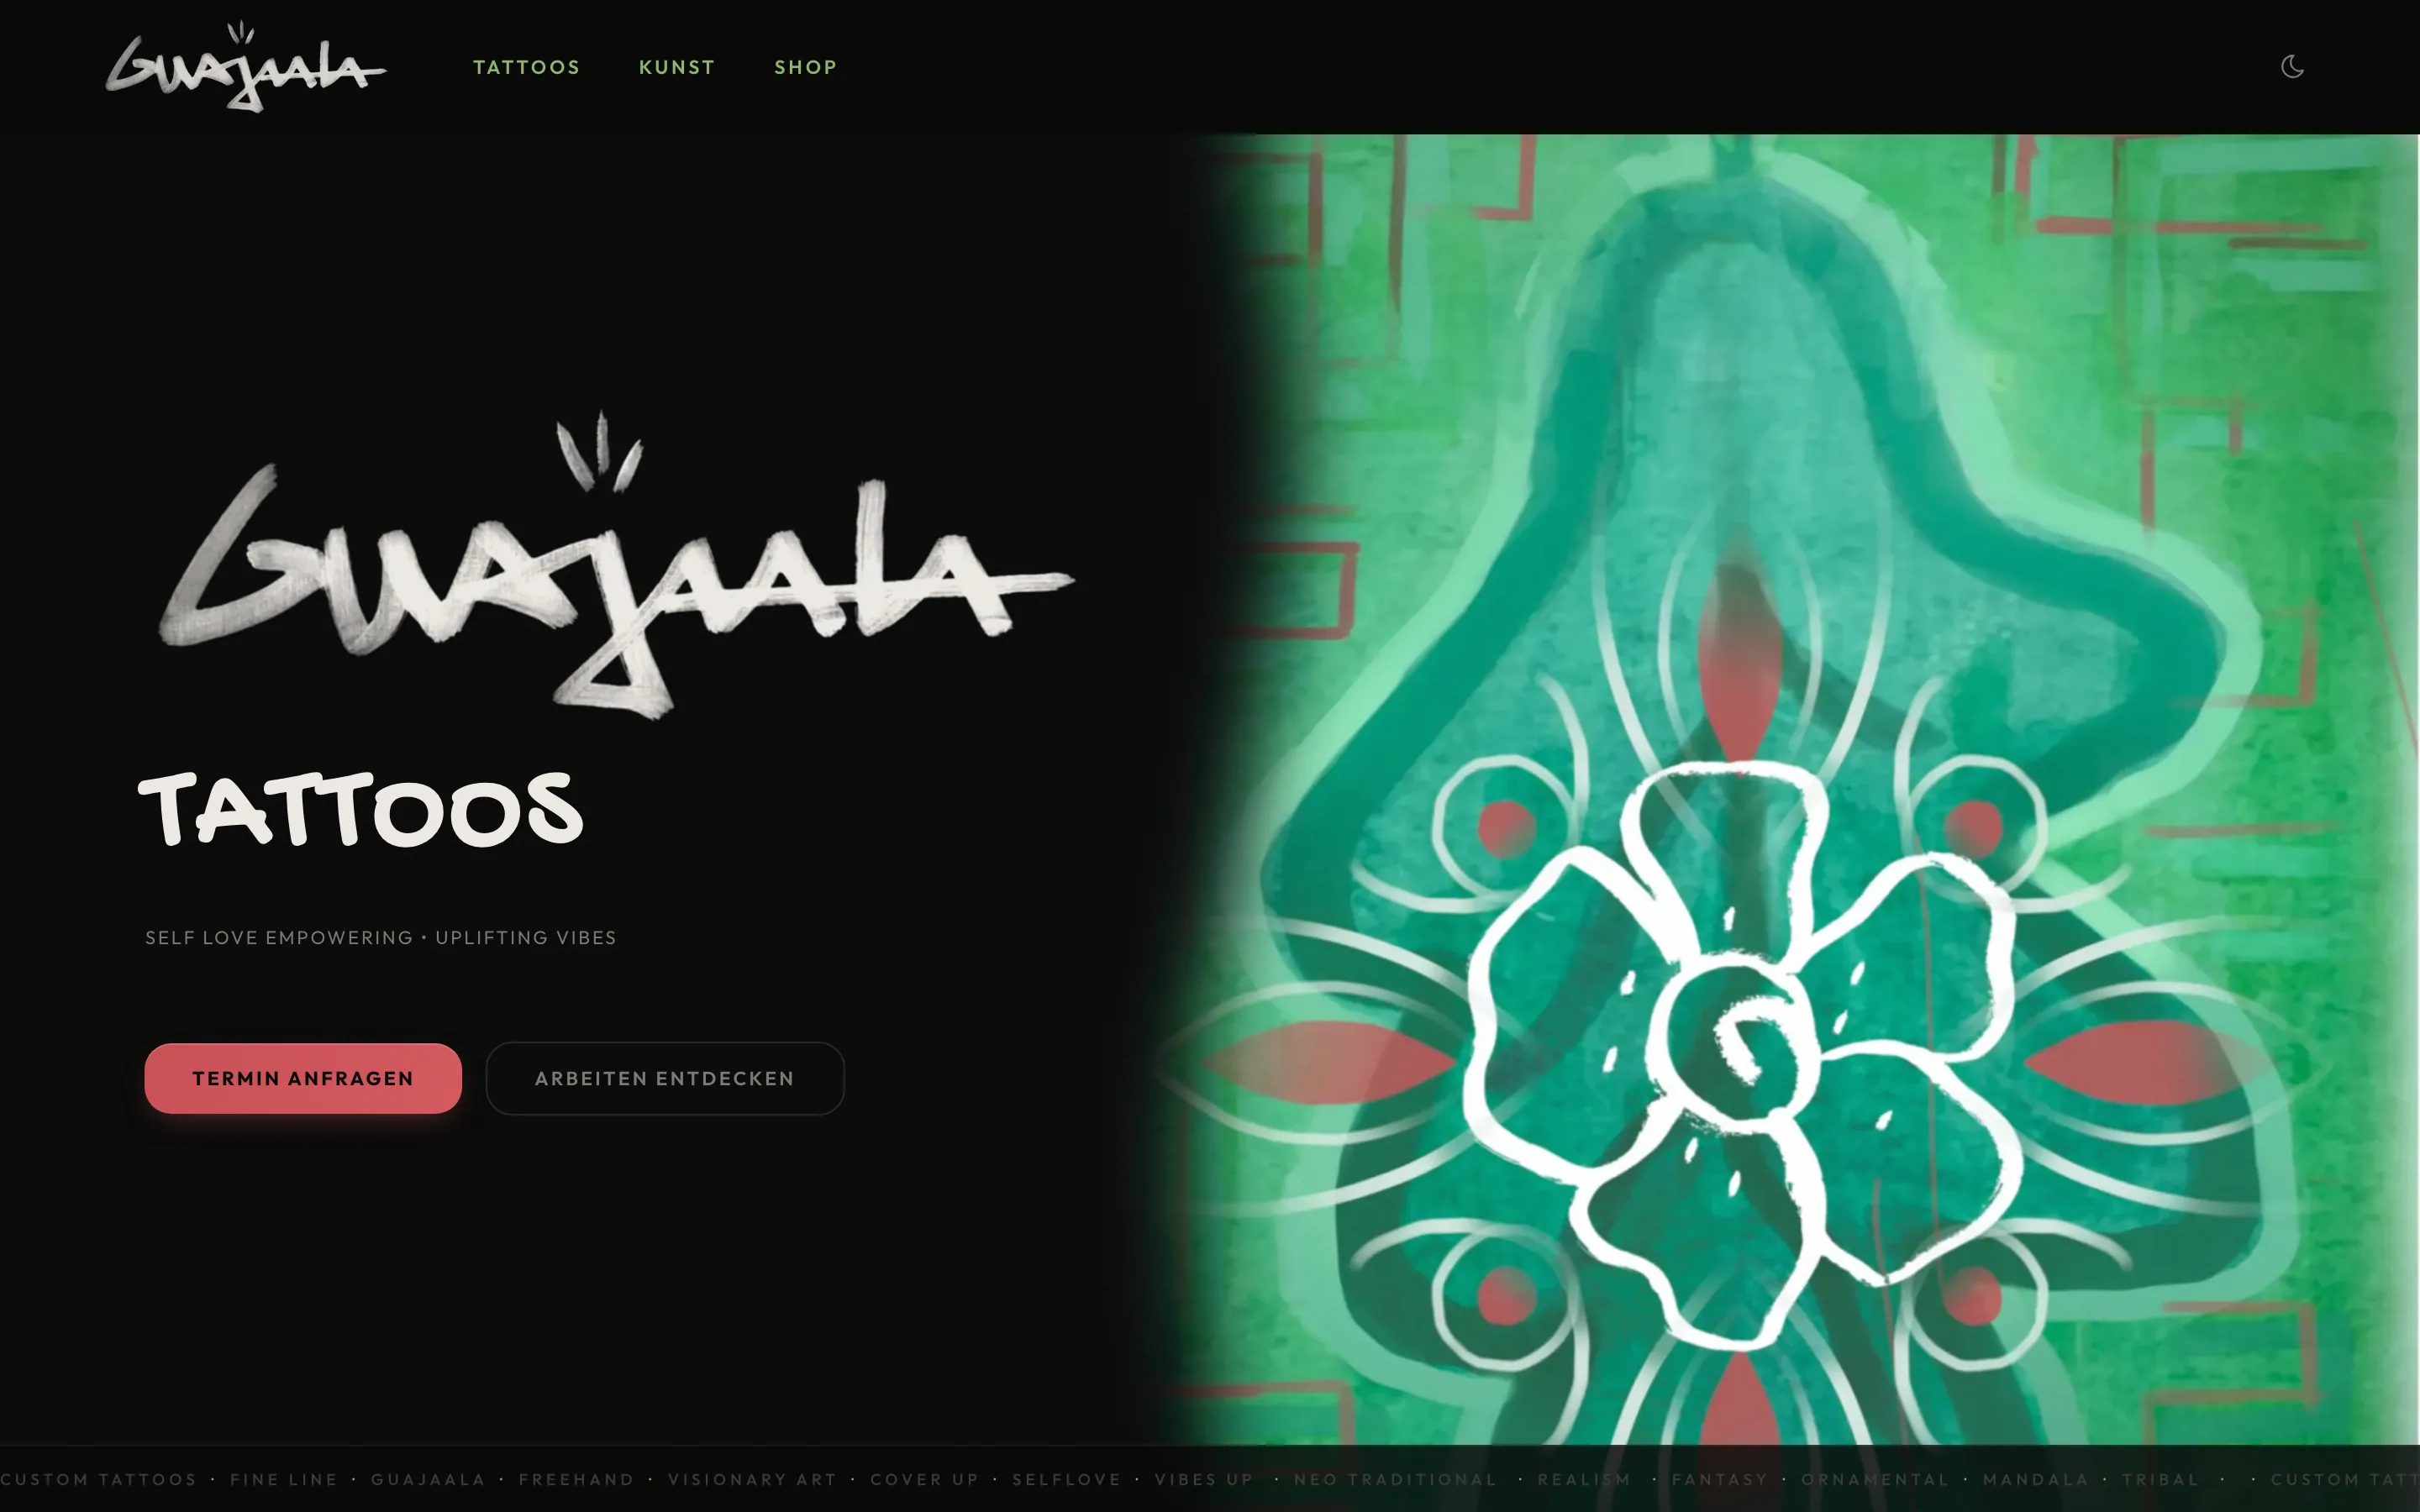 GUAJAALA
TATTOOS
KUNST
SHOP
GUAJAALA
TATTOOS
SELF LOVE EMPOWERING • UPLIFTING VIBES
TERMIN ANFRAGEN
ARBEITEN ENTDECKEN
CUSTOM TATTOOS · FINE LINE · GUAJAALA · FREEHAND · VISIONARY ART · COVER UP · SELFLOVE · VIBES UP · NEO TRADITIONAL · REALISM · FANTASY · ORNAMENTAL · MANDALA · TRIBAL · · CUSTOM TATT